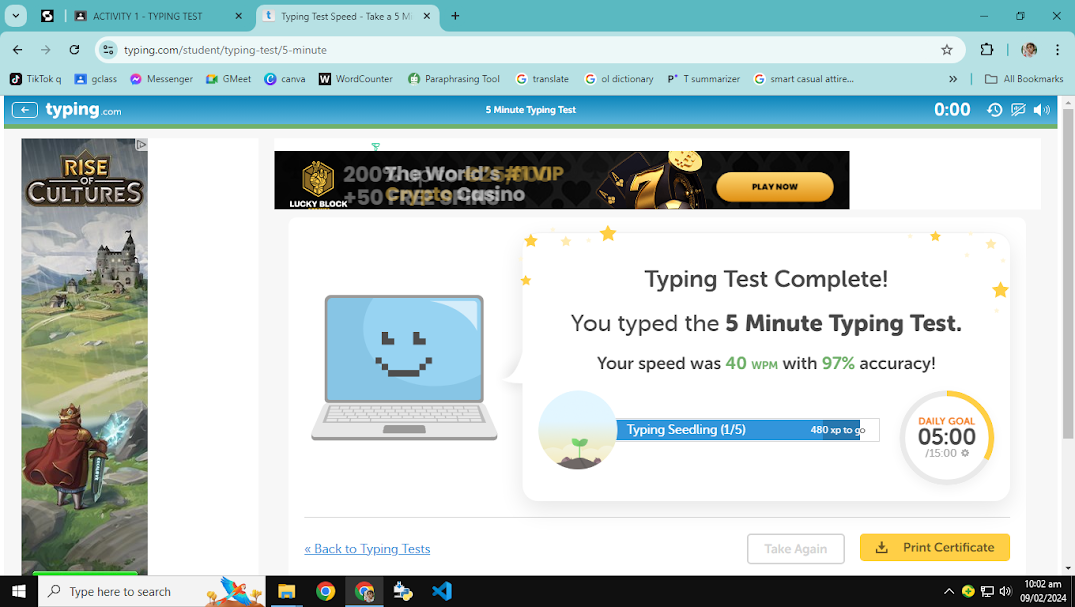 ACTIVITY 1 - TYPING TEST
Typing Test Speed - Take a 5 Mi
typing.com/student/typing-test/5-minute
TikTok q
gclass
Messenger
GMeet
canva
WordCounter
Paraphrasing Tool
translate
ol dictionary
T summarizer
smart casual attire...
All Bookmarks
typing.com
5 Minute Typing Test
0:00
RISE
OF
CULTURES
LUCKY BLOCK
The World's #1 VIP
Crypto Casino
PLAY NOW
Typing Test Complete!
You typed the 5 Minute Typing Test.
Your speed was 40 WPM with 97% accuracy!
Typing Seedling (1/5)
480 xp to go
DAILY GOAL
05:00
/15:00
« Back to Typing Tests
Take Again
Print Certificate
Type here to search
10:02 am
09/02/2024